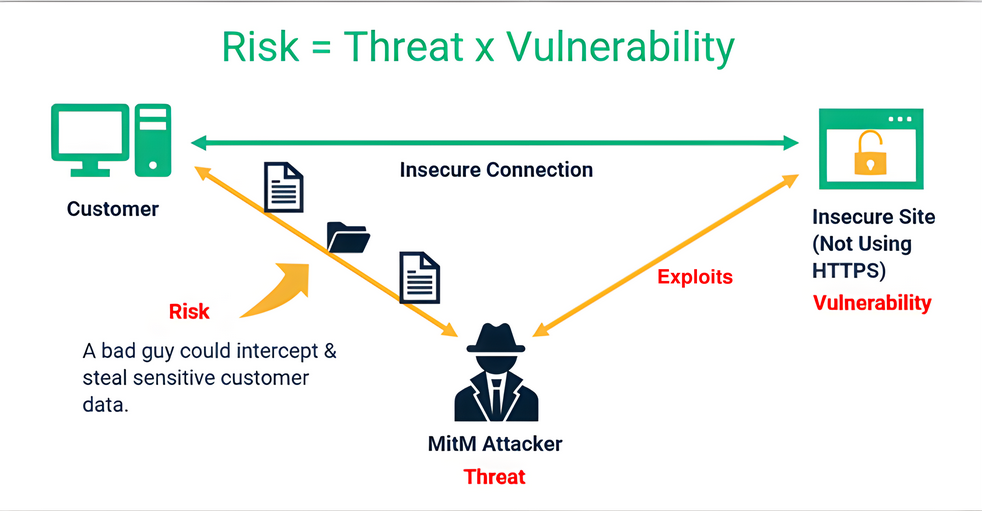 Risk = Threat x Vulnerability
Insecure Connection
Customer
Insecure Site
(Not Using
HTTPS)
Vulnerability
Exploits
Risk
A bad guy could intercept &
steal sensitive customer
data.
MitM Attacker
Threat